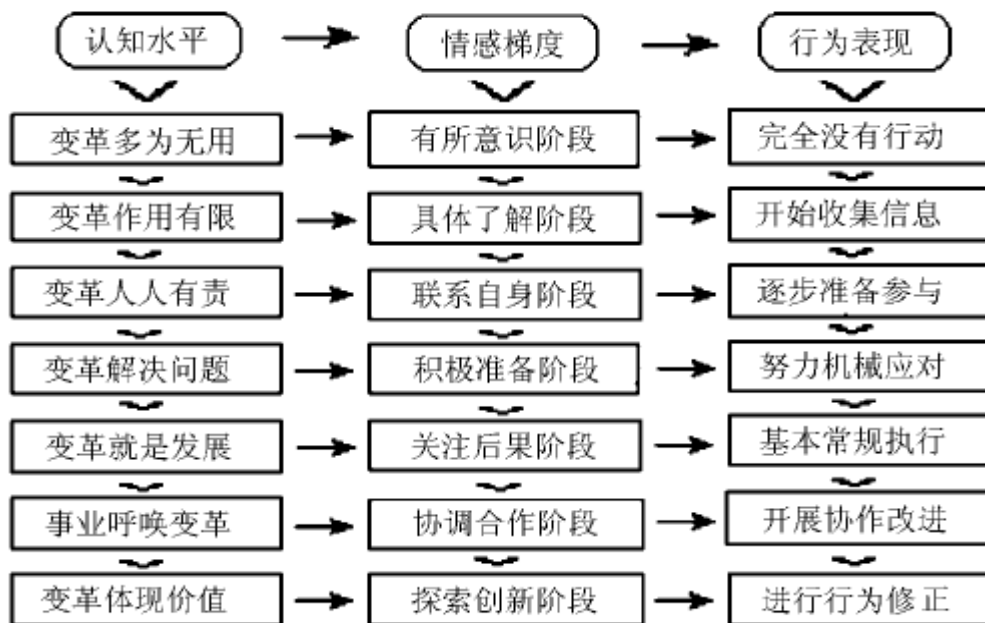 认知水平 情感梯度 行为表现
变革多为无用 有所意识阶段 完全没有行动
变革作用有限 具体了解阶段 开始收集信息
变革人人有责 联系自身阶段 逐步准备参与
变革解决问题 积极准备阶段 努力机械应对
变革就是发展 关注后果阶段 基本常规执行
事业呼唤变革 协调合作阶段 开展协作改进
变革体现价值 探索创新阶段 进行行为修正